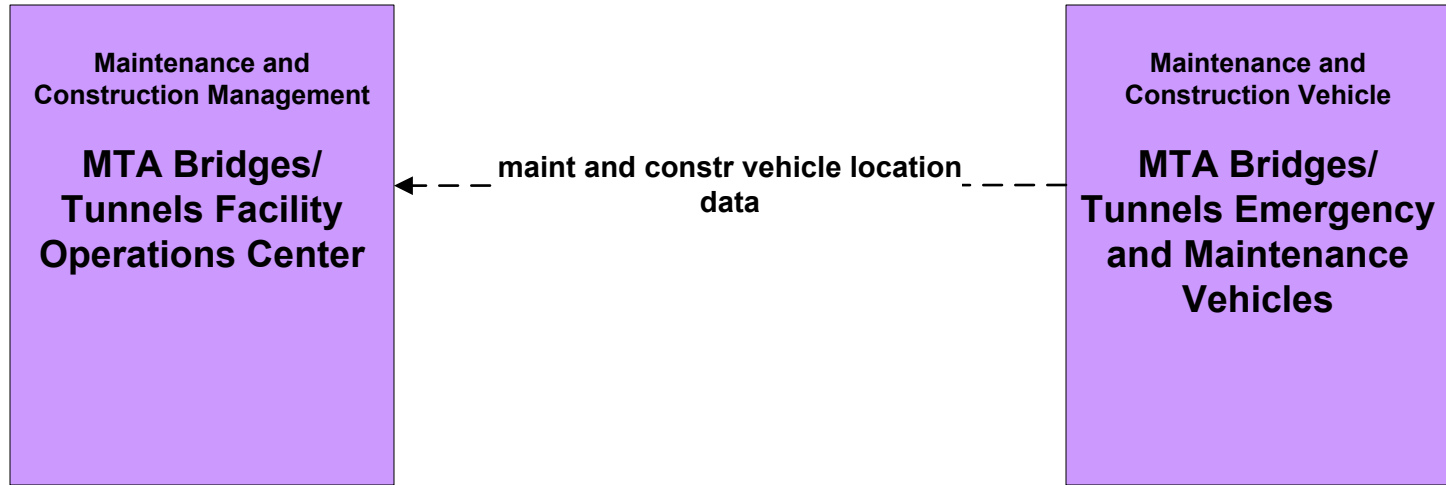 Maintenance and
Construction Management
MTA Bridges/
Tunnels Facility
Operations Center
maint and constr vehicle location
data
Maintenance and
Construction Vehicle
MTA Bridges/
Tunnels Emergency
and Maintenance
Vehicles